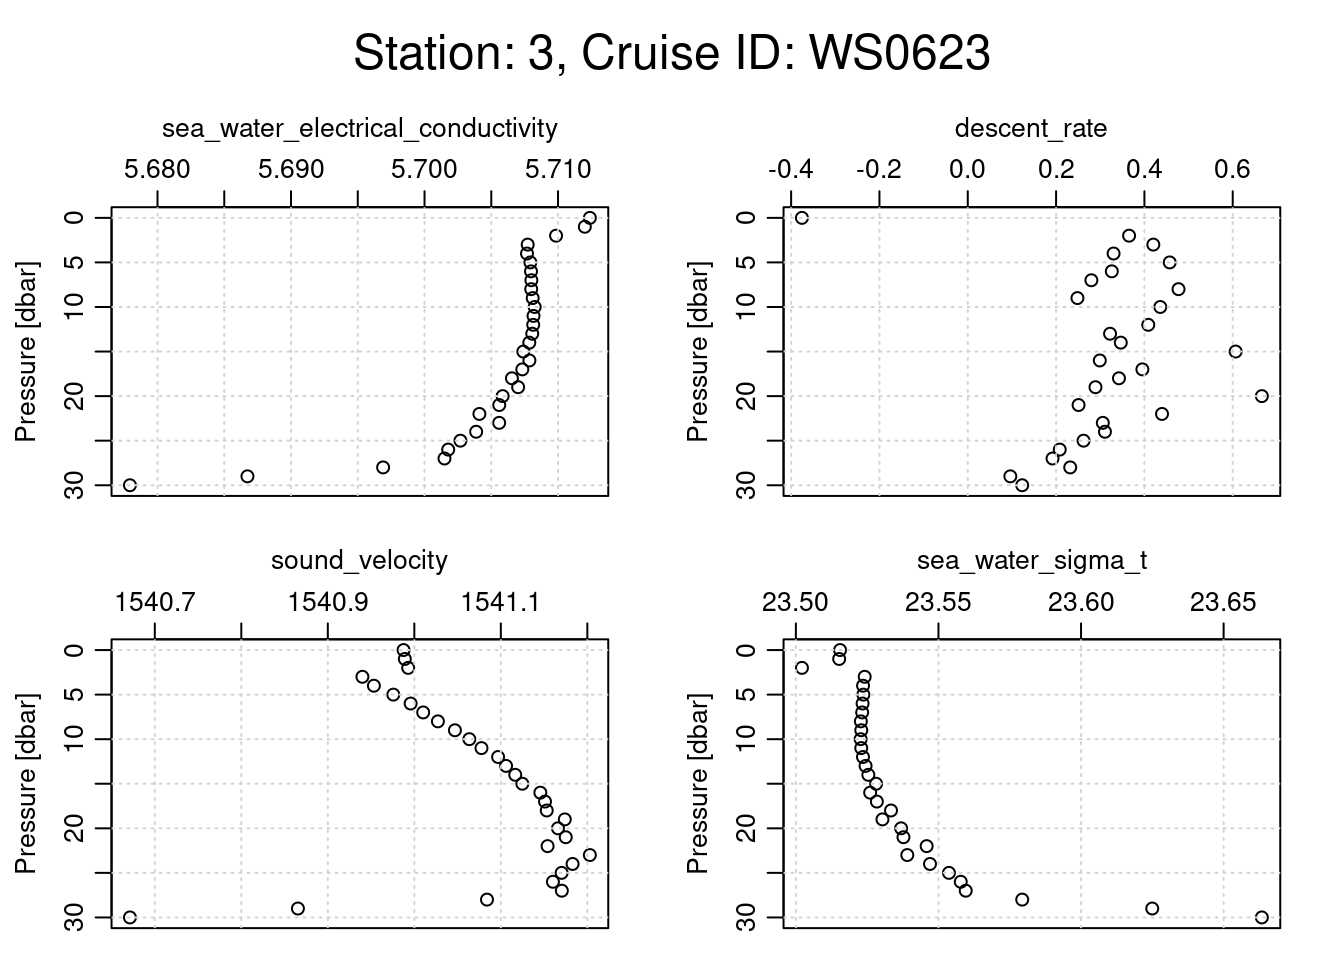 Station: 3, Cruise ID: WS0623
sea_water_electrical_conductivity
5.680 5.690 5.700 5.710
Pressure [dbar]
0
5
10
20
30
descent_rate
-0.4 -0.2 0.0 0.2 0.4 0.6
Pressure [dbar]
0
5
10
20
30
sound_velocity
1540.7 1540.9 1541.1
Pressure [dbar]
0
5
10
20
30
sea_water_sigma_t
23.50 23.55 23.60 23.65
Pressure [dbar]
0
5
10
20
30